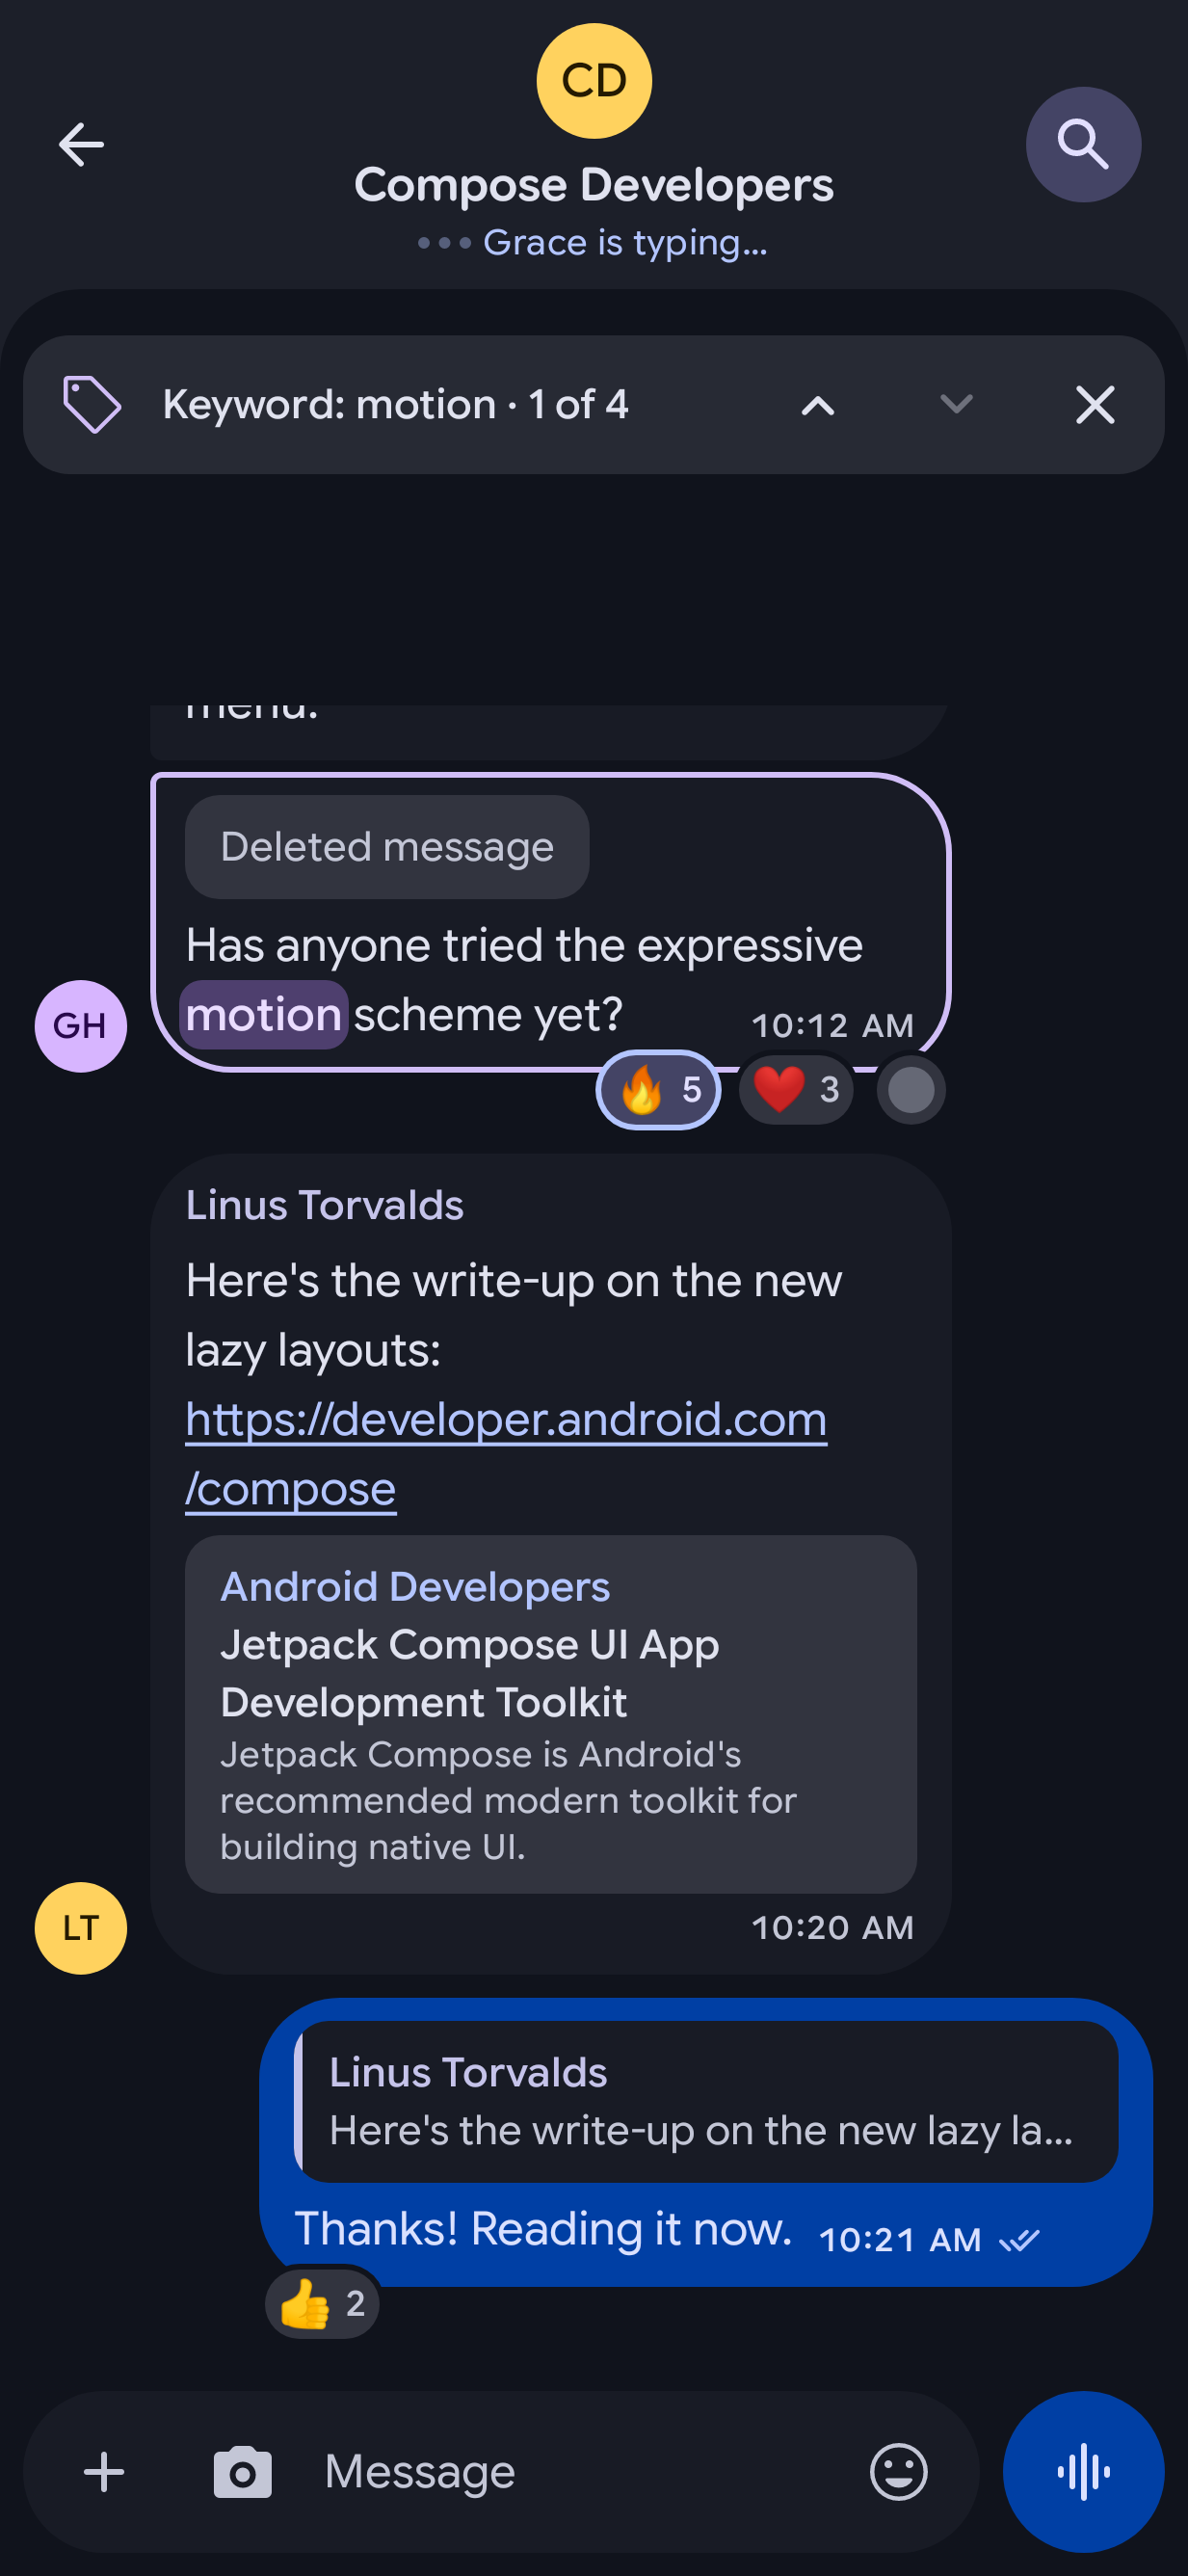 CD
Compose Developers
Grace is typing...
Keyword: motion · 1 of 4
menu.
Deleted message
Has anyone tried the expressive
motion scheme yet?
10:12 AM
GH
🔥 5 ❤️ 3
Linus Torvalds
Here's the write-up on the new
lazy layouts:
https://developer.android.com
/compose
Android Developers
Jetpack Compose UI App
Development Toolkit
Jetpack Compose is Android's
recommended modern toolkit for
building native UI.
LT
10:20 AM
Linus Torvalds
Here's the write-up on the new lazy la...
Thanks! Reading it now. 10:21 AM
👍 2
Message